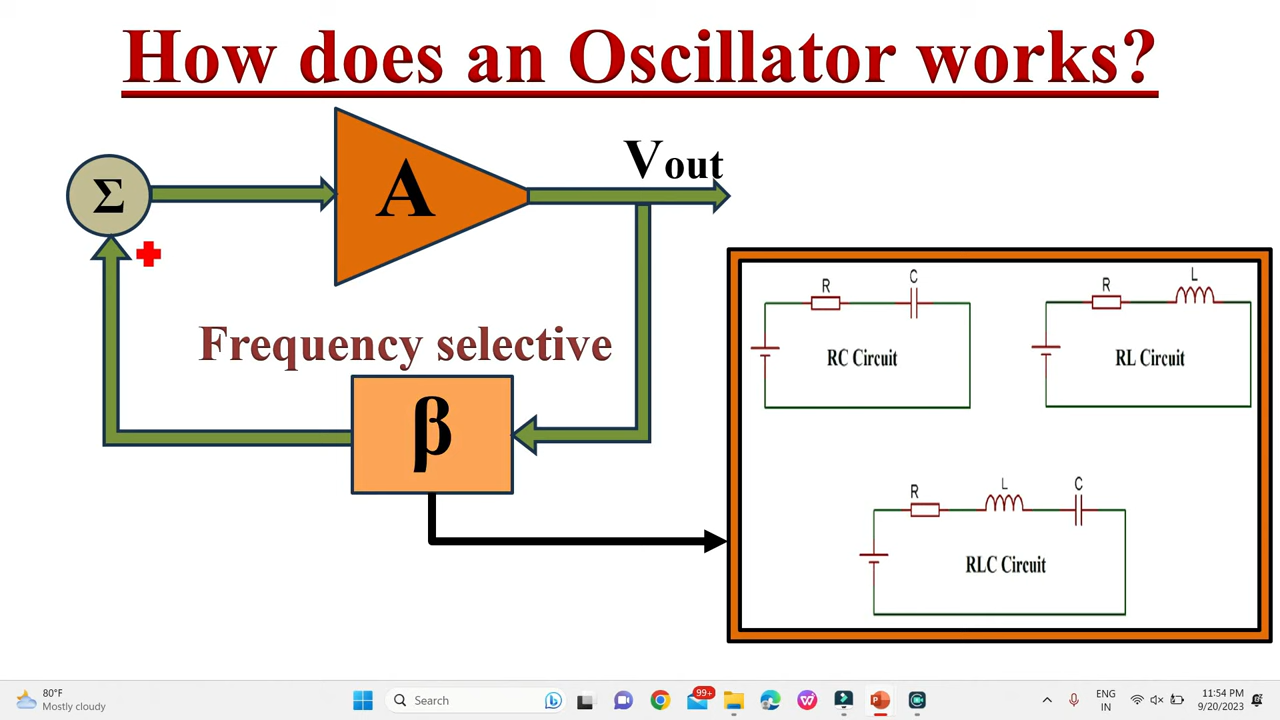 How does an Oscillator works?
Σ
A
Vout
Frequency selective
β
R
C
RC Circuit
R
L
RL Circuit
R
L
C
RLC Circuit
80°F
Mostly cloudy
Search
99+
ENG
IN
11:54 PM
9/20/2023